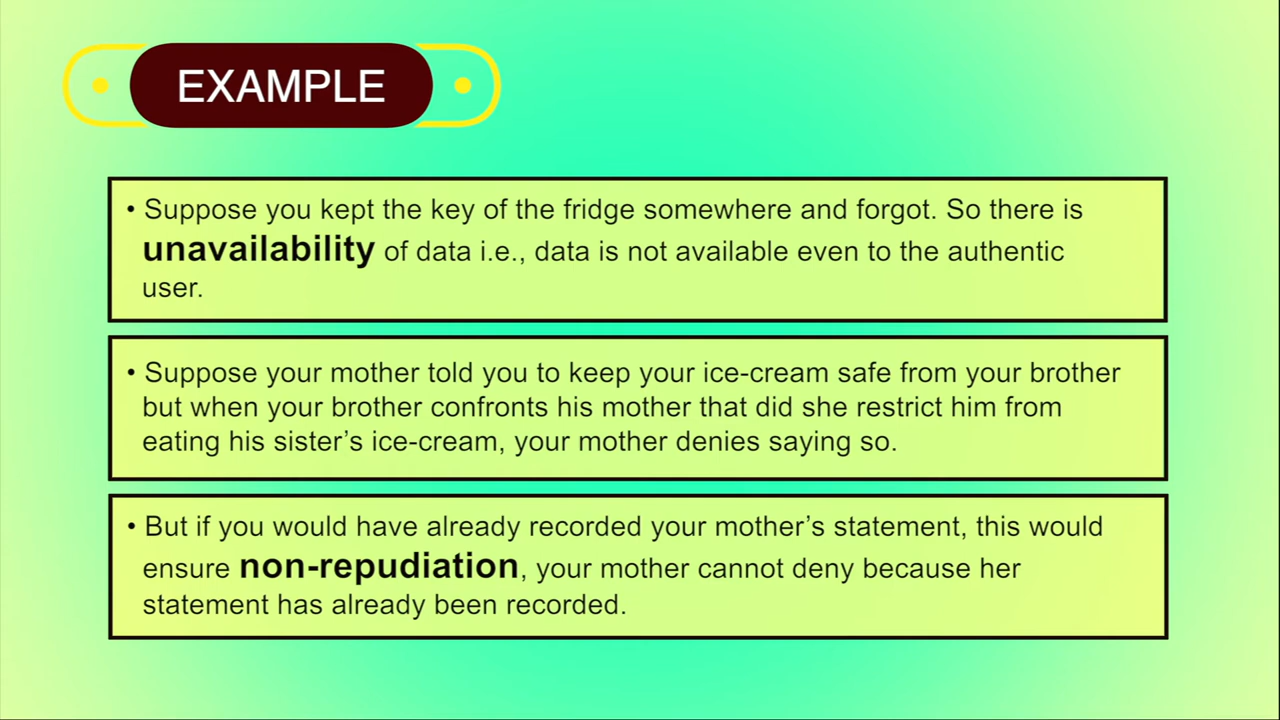 EXAMPLE
• Suppose you kept the key of the fridge somewhere and forgot. So there is
unavailability of data i.e., data is not available even to the authentic
user.
• Suppose your mother told you to keep your ice-cream safe from your brother
but when your brother confronts his mother that did she restrict him from
eating his sister’s ice-cream, your mother denies saying so.
• But if you would have already recorded your mother’s statement, this would
ensure non-repudiation, your mother cannot deny because her
statement has already been recorded.